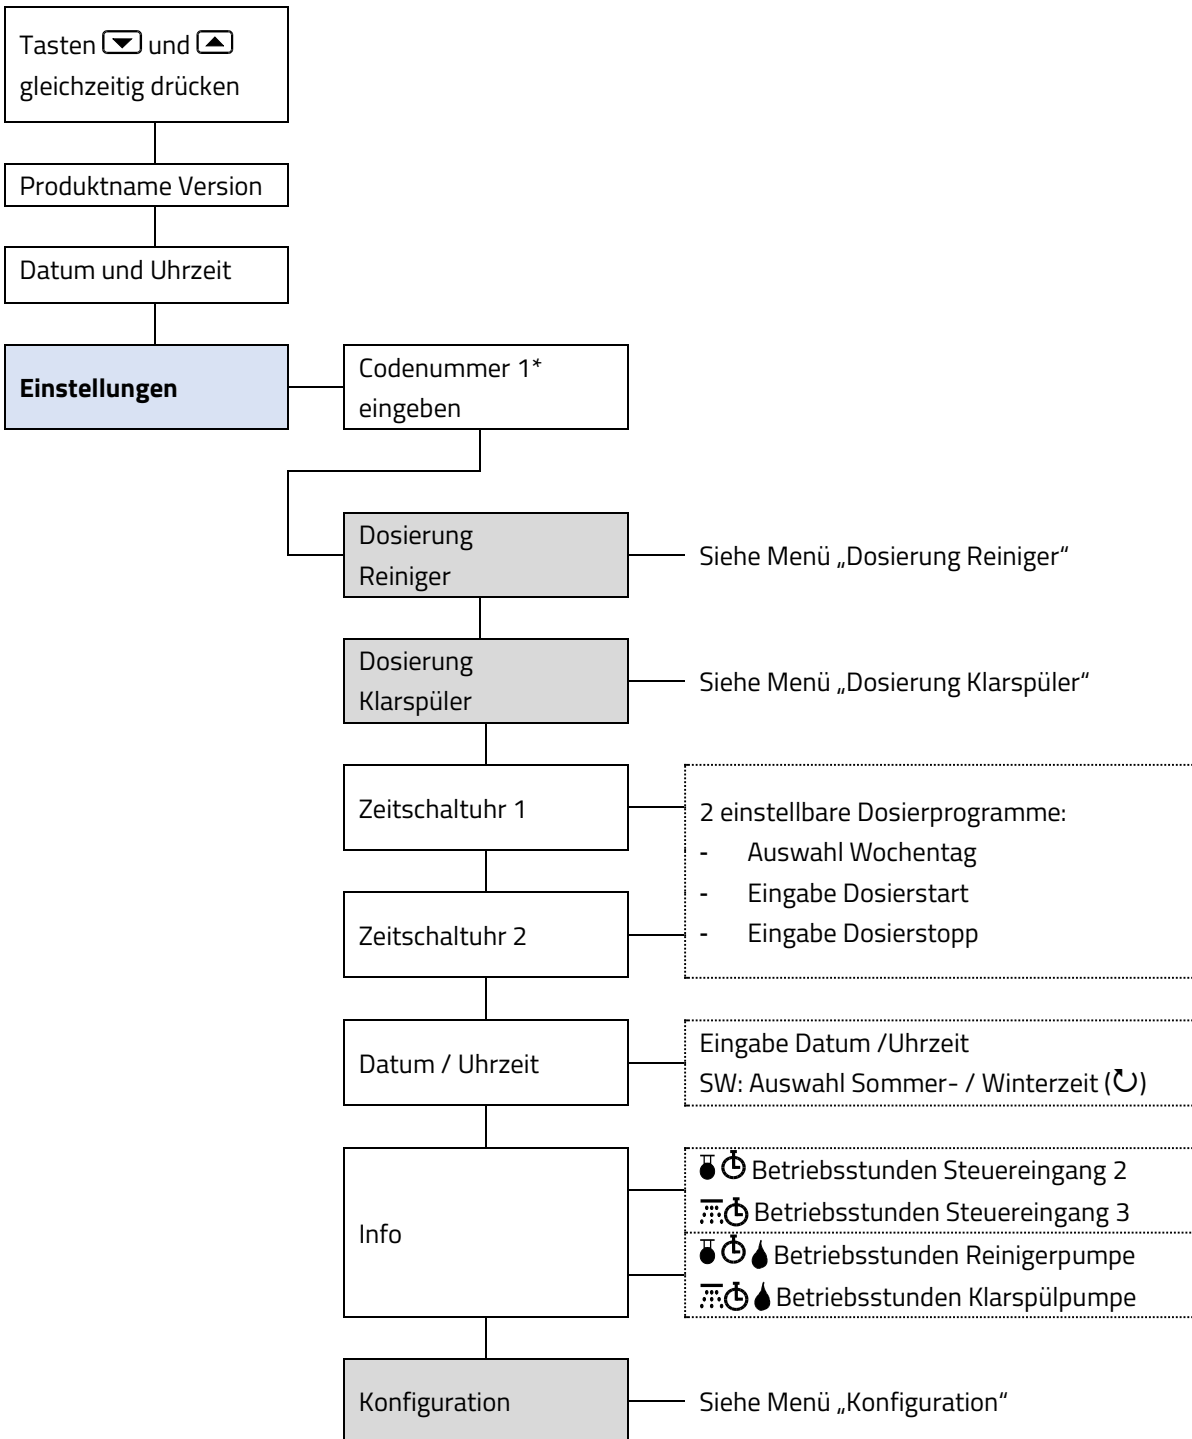 Tasten und
gleichzeitig drücken
Produktname Version
Datum und Uhrzeit
Einstellungen
Codenummer 1*
eingeben
Dosierung
Reiniger
Siehe Menü „Dosierung Reiniger“
Dosierung
Klarspüler
Siehe Menü „Dosierung Klarspüler“
Zeitschaltuhr 1
2 einstellbare Dosierprogramme:
- Auswahl Wochentag
- Eingabe Dosierstart
- Eingabe Dosierstopp
Zeitschaltuhr 2
Datum / Uhrzeit
Eingabe Datum /Uhrzeit
SW: Auswahl Sommer- / Winterzeit (↻)
Info
Betriebsstunden Steuereingang 2
Betriebsstunden Steuereingang 3
Betriebsstunden Reinigerpumpe
Betriebsstunden Klarspülpumpe
Konfiguration
Siehe Menü „Konfiguration“